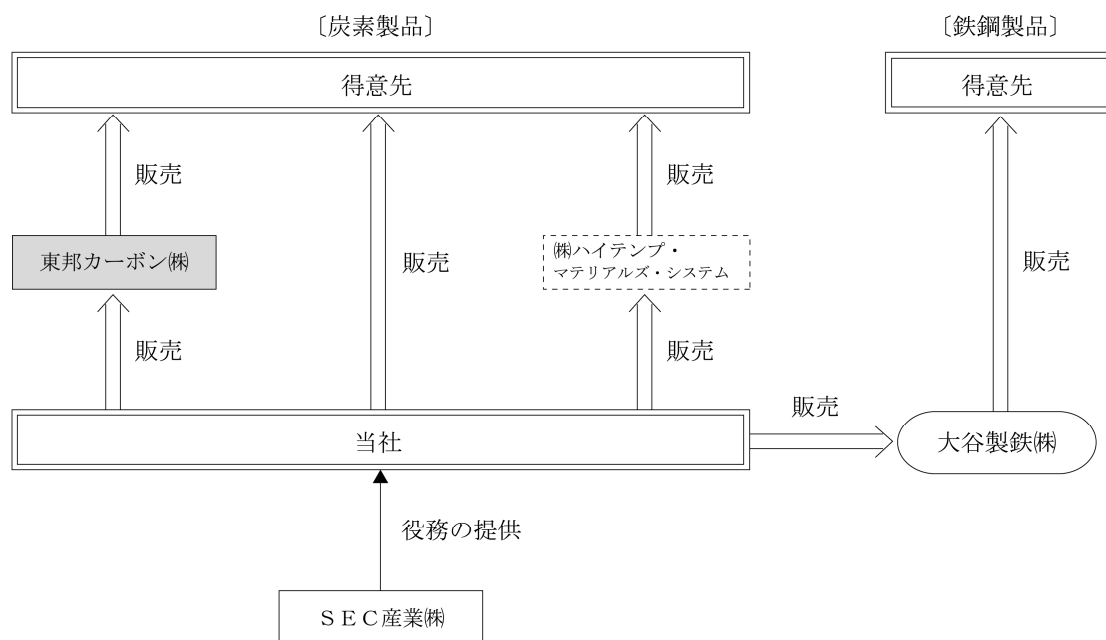 〔炭素製品〕
〔鉄鋼製品〕
得意先
得意先
販売
販売
販売
販売
東邦カーボン㈱
㈱ハイテンプ・
マテリアルズ・システム
販売
販売
販売
当社
販売
大谷製鉄㈱
役務の提供
ＳＥＣ産業㈱